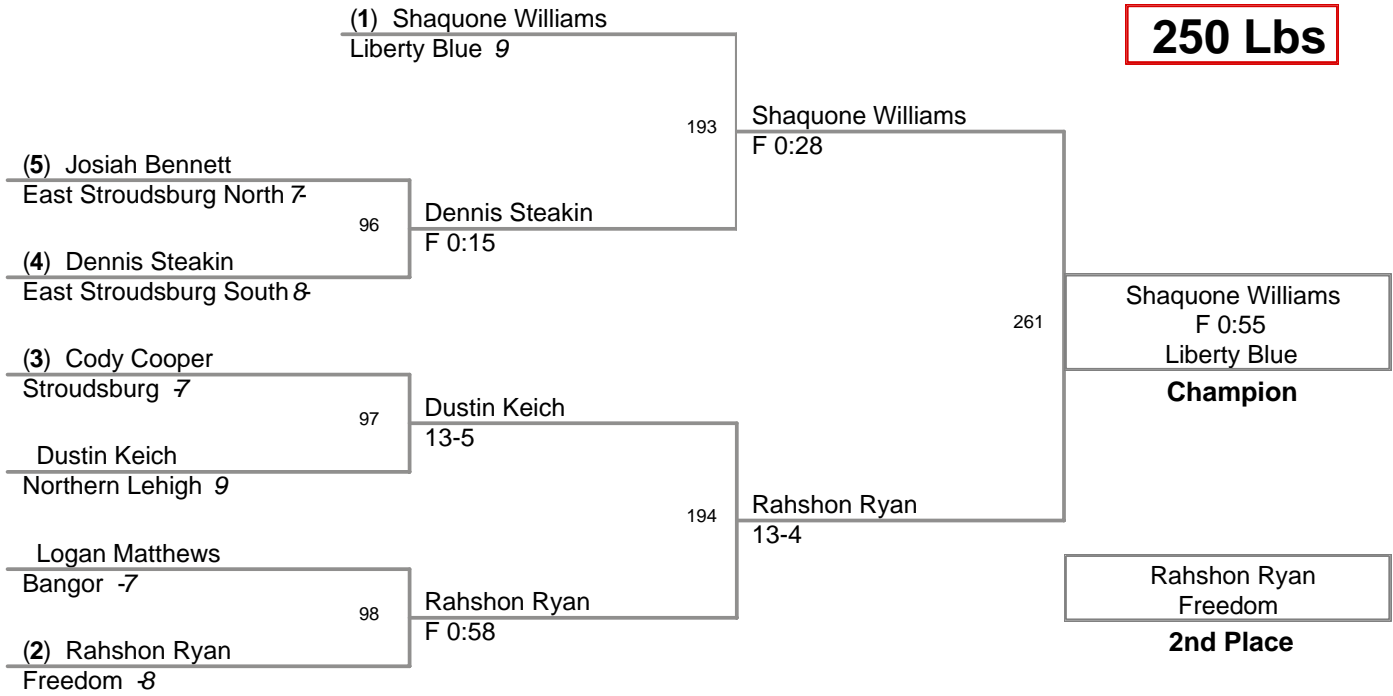 (1) Shaquone Williams
Liberty Blue 9
250 Lbs
193
Shaquone Williams
F 0:28
(5) Josiah Bennett
East Stroudsburg North 7-
96
Dennis Steakin
F 0:15
(4) Dennis Steakin
East Stroudsburg South 8-
261
Shaquone Williams
F 0:55
Liberty Blue
Champion
(3) Cody Cooper
Stroudsburg -7
97
Dustin Keich
13-5
Dustin Keich
Northern Lehigh 9
194
Rahshon Ryan
13-4
Logan Matthews
Bangor -7
98
Rahshon Ryan
F 0:58
(2) Rahshon Ryan
Freedom -8
Rahshon Ryan
Freedom
2nd Place